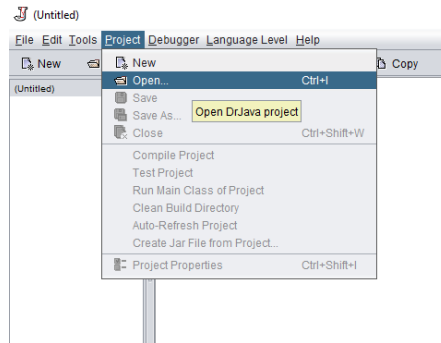 (Untitled)
File Edit Tools Project Debugger Language Level Help
New Copy
(Untitled)
New
Open... Ctrl+I
Save
Save As...
Open DrJava project
Close Ctrl+Shift+W
Compile Project
Test Project
Run Main Class of Project
Clean Build Directory
Auto-Refresh Project
Create Jar File from Project...
Project Properties Ctrl+Shift+I